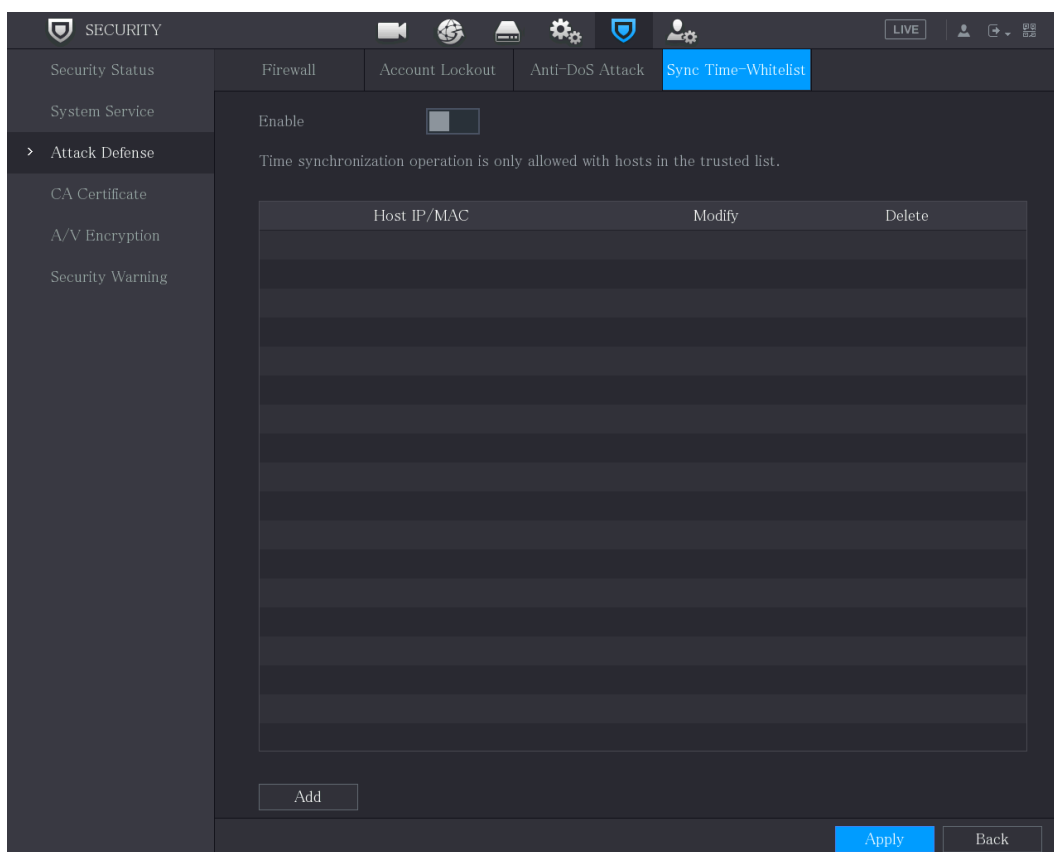 SECURITY
LIVE
Security Status
System Service
Attack Defense
CA Certificate
A/V Encryption
Security Warning
Firewall Account Lockout Anti-DoS Attack Sync Time-Whitelist
Enable
Time synchronization operation is only allowed with hosts in the trusted list.
Host IP/MAC Modify Delete
Add
Apply Back